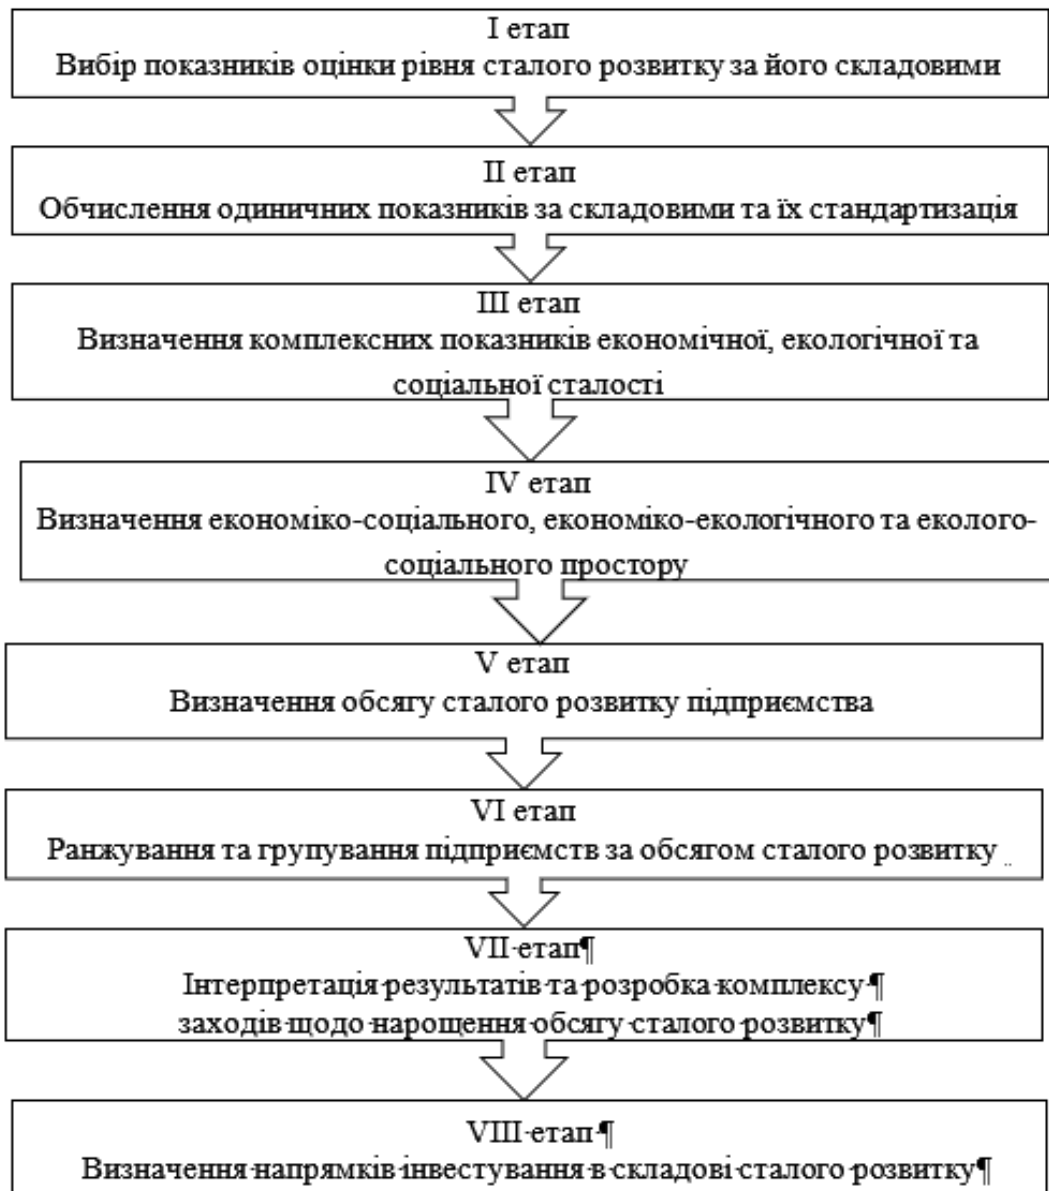 I етап
Вибір показників оцінки рівня сталого розвитку за його складовими
II етап
Обчислення одиничних показників за складовими та їх стандартизація
III етап
Визначення комплексних показників економічної, екологічної та
соціальної сталості
IV етап
Визначення економіко-соціального, економіко-екологічного та еколого-
соціального простору
V етап
Визначення обсягу сталого розвитку підприємства
VI етап
Ранжування та групування підприємств за обсягом сталого розвитку ..
VII·етап¶
Інтерпретація·результатів·та·розробка·комплексу·¶
заходів·щодо·нарощення·обсягу·сталого·розвитку¶
VIII·етап·¶
Визначення·напрямків·інвестування·в·складові·сталого·розвитку¶